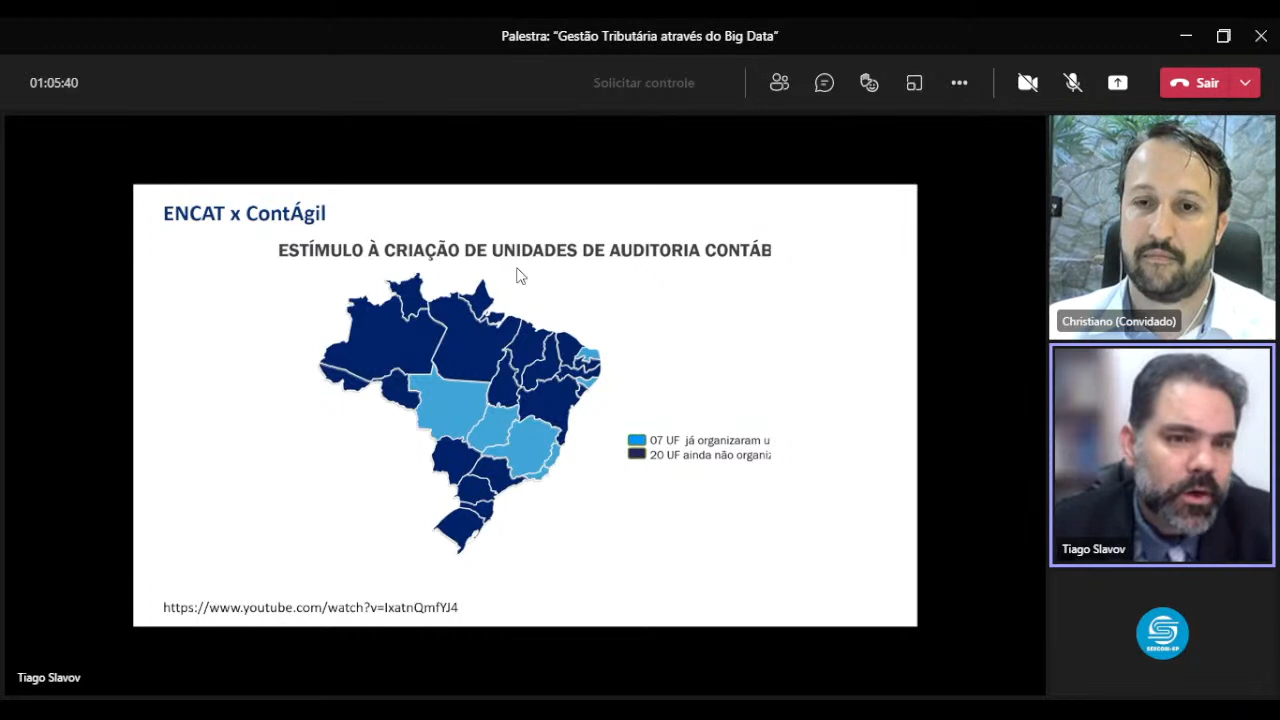 Palestra: “Gestão Tributária através do Big Data”
01:05:40
Solicitar controle
Sair
ENCAT x ContÁgil
ESTÍMULO À CRIAÇÃO DE UNIDADES DE AUDITORIA CONTÁB
07 UF já organizaram u
20 UF ainda não organiz
https://www.youtube.com/watch?v=IxatnQmfYJ4
Christiano (Convidado)
Tiago Slavov
SESCON-SP
Tiago Slavov